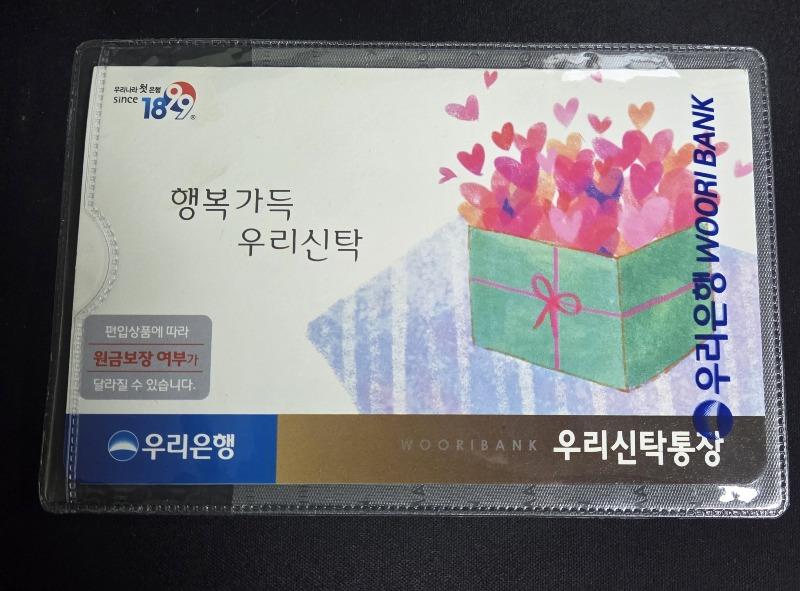 우리나라 첫 은행
since 1899®
행복가득
우리신탁
편입상품에 따라
원금보장 여부가
달라질 수 있습니다.
우리은행
WOORIBANK 우리신탁통장
우리은행 WOORI BANK